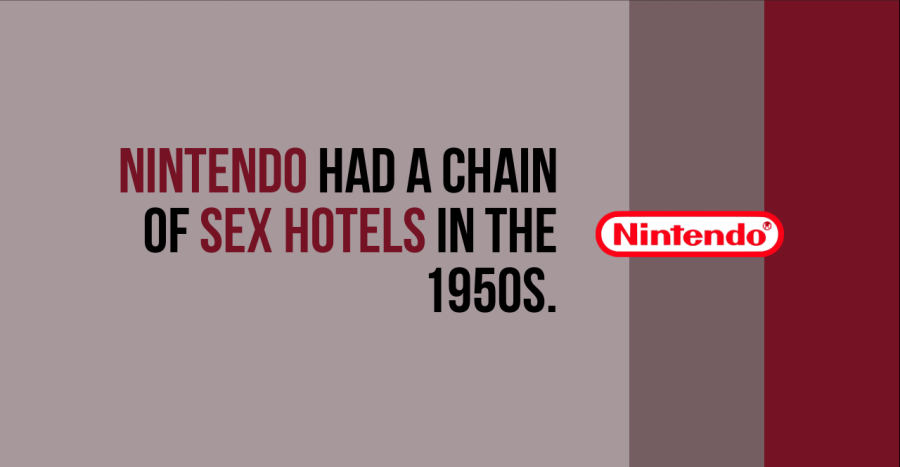 NINTENDO HAD A CHAIN
OF SEX HOTELS IN THE
1950S.
Nintendo®